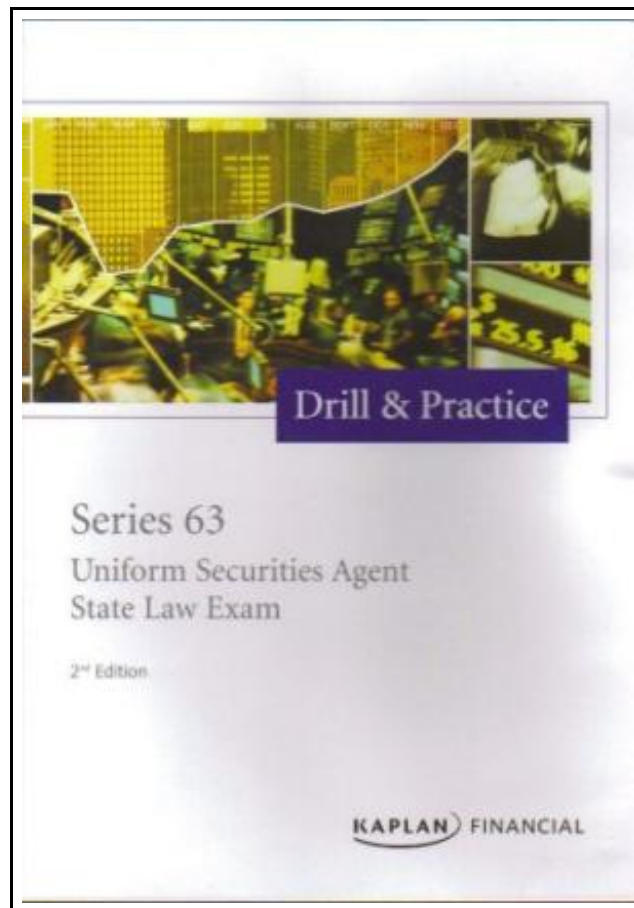 Drill & Practice
Series 63
Uniform Securities Agent
State Law Exam
2nd Edition
KAPLAN FINANCIAL